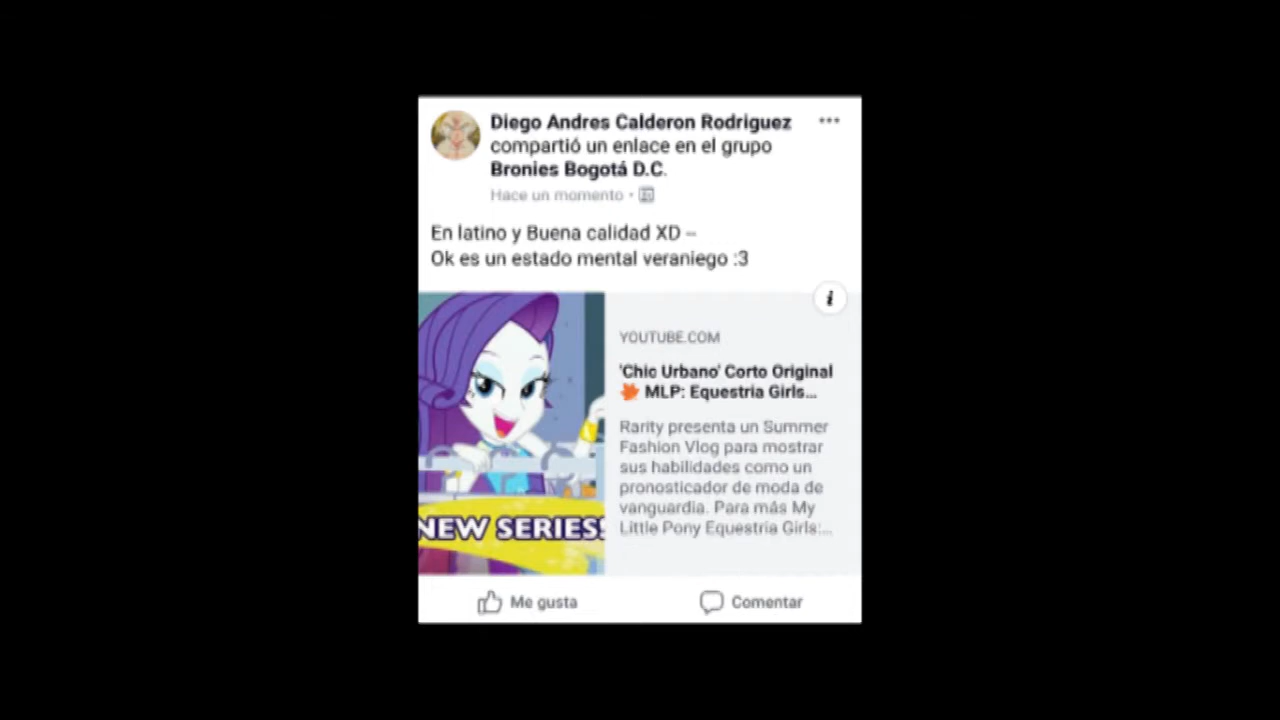 Diego Andres Calderon Rodriguez
compartió un enlace en el grupo
Bronies Bogotá D.C.
Hace un momento ·
En latino y Buena calidad XD --
Ok es un estado mental veraniego :3
i
YOUTUBE.COM
'Chic Urbano' Corto Original
🍁 MLP: Equestria Girls...
Rarity presenta un Summer
Fashion Vlog para mostrar
sus habilidades como un
pronosticador de moda de
vanguardia. Para más My
Little Pony Equestria Girls:...
NEW SERIES!
Me gusta
Comentar